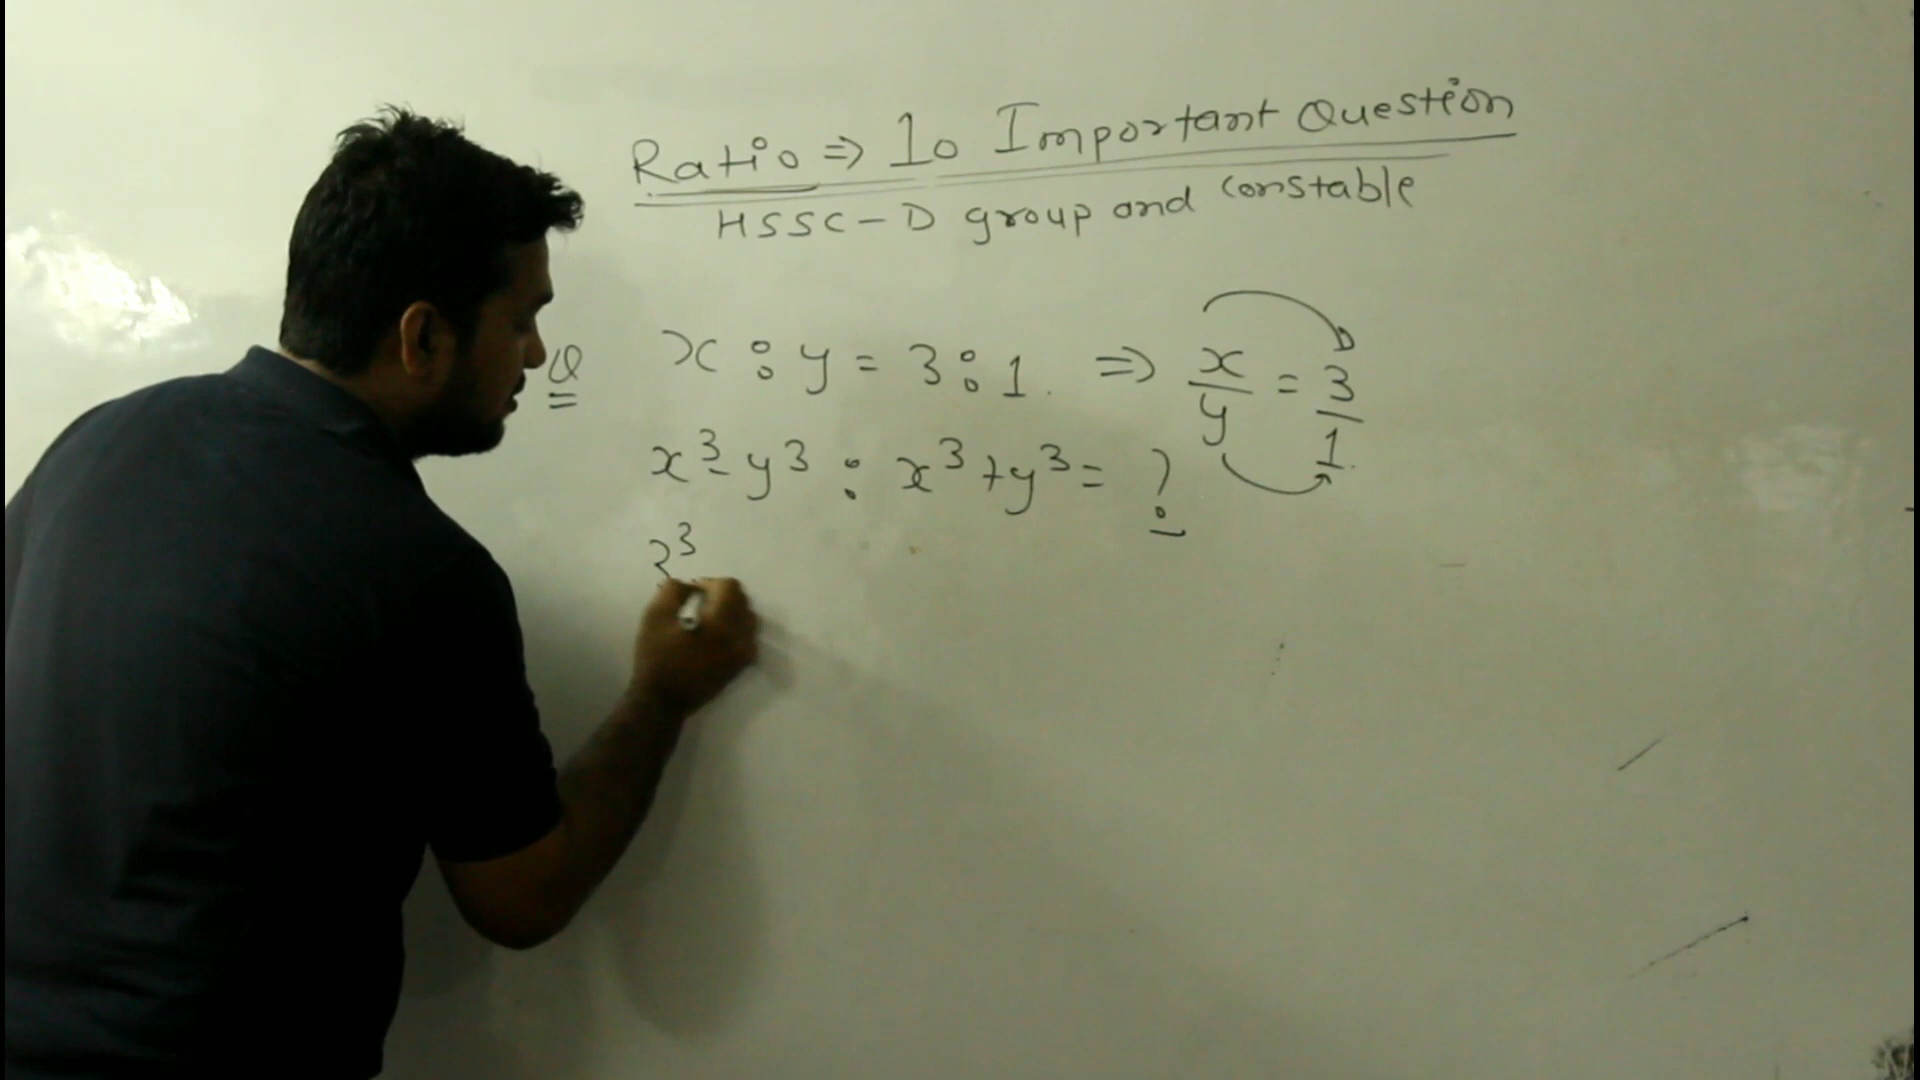 Ratio ⇒ 10 Important Question
HSSC-D group and constable
Q x : y = 3 : 1. ⇒ x/y = 3/1.
x³-y³ : x³+y³ = ?
3³